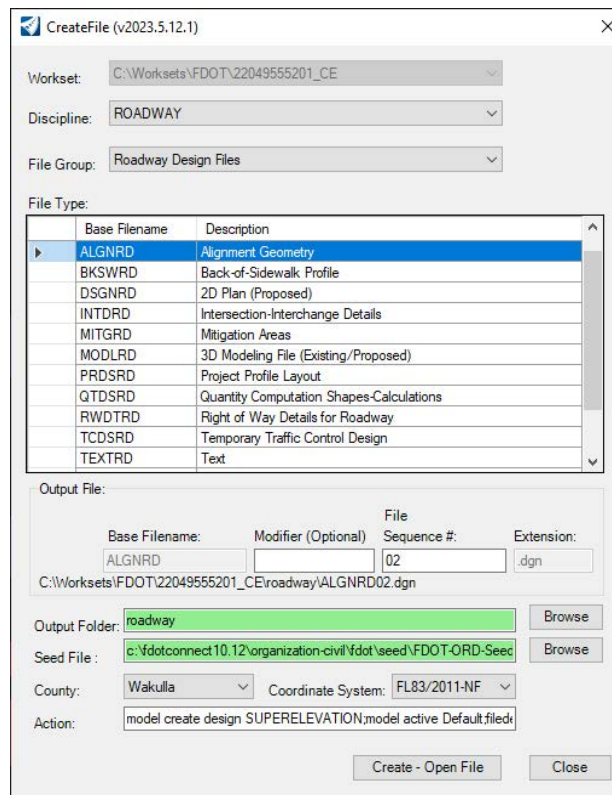 CreateFile (v2023.5.12.1)
Workset: C:\Worksets\FDOT\22049555201_CE
Discipline: ROADWAY
File Group: Roadway Design Files
File Type:
Base Filename Description
ALGNRD Alignment Geometry
BKSWRD Back-of-Sidewalk Profile
DSGNRD 2D Plan (Proposed)
INTDRD Intersection-Interchange Details
MITGRD Mitigation Areas
MODLRD 3D Modeling File (Existing/Proposed)
PRDSRD Project Profile Layout
QTDSRD Quantity Computation Shapes-Calculations
RWDTRD Right of Way Details for Roadway
TCDSRD Temporary Traffic Control Design
TEXTRD Text
Output File:
File
Base Filename: Modifier (Optional) Sequence #: Extension:
ALGNRD 02 .dgn
C:\Worksets\FDOT\22049555201_CE\roadway\ALGNRD02.dgn
Output Folder: roadway Browse
Seed File : c:\fdotconnect10.12\organization-civil\fdot\seed\FDOT-ORD-Seed Browse
County: Wakulla Coordinate System: FL83/2011-NF
Action: model create design SUPERELEVATION;model active Default;filede
Create - Open File Close